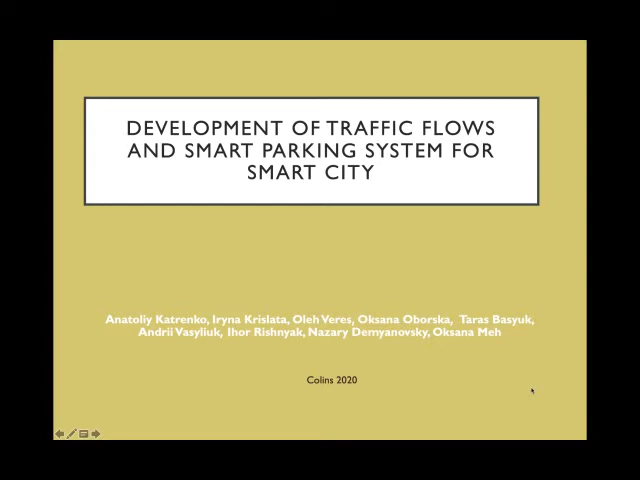 DEVELOPMENT OF TRAFFIC FLOWS
AND SMART PARKING SYSTEM FOR
SMART CITY
Anatoliy Katrenko, Iryna Krislata, Oleh Veres, Oksana Oborska, Taras Basyuk,
Andrii Vasyliuk, Ihor Rishnyak, Nazary Demyanovsky, Oksana Meh
Colins 2020